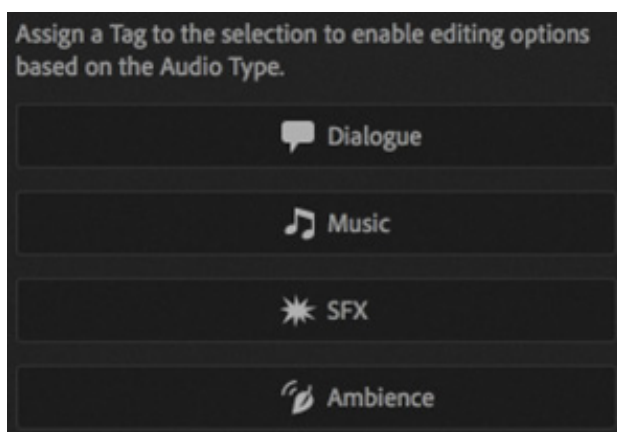 Assign a Tag to the selection to enable editing options
based on the Audio Type.
Dialogue
Music
SFX
Ambience